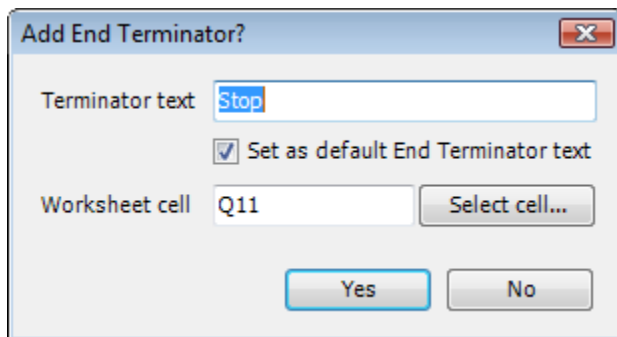 Add End Terminator?
Terminator text Stop
Set as default End Terminator text
Worksheet cell Q11 Select cell...
Yes No